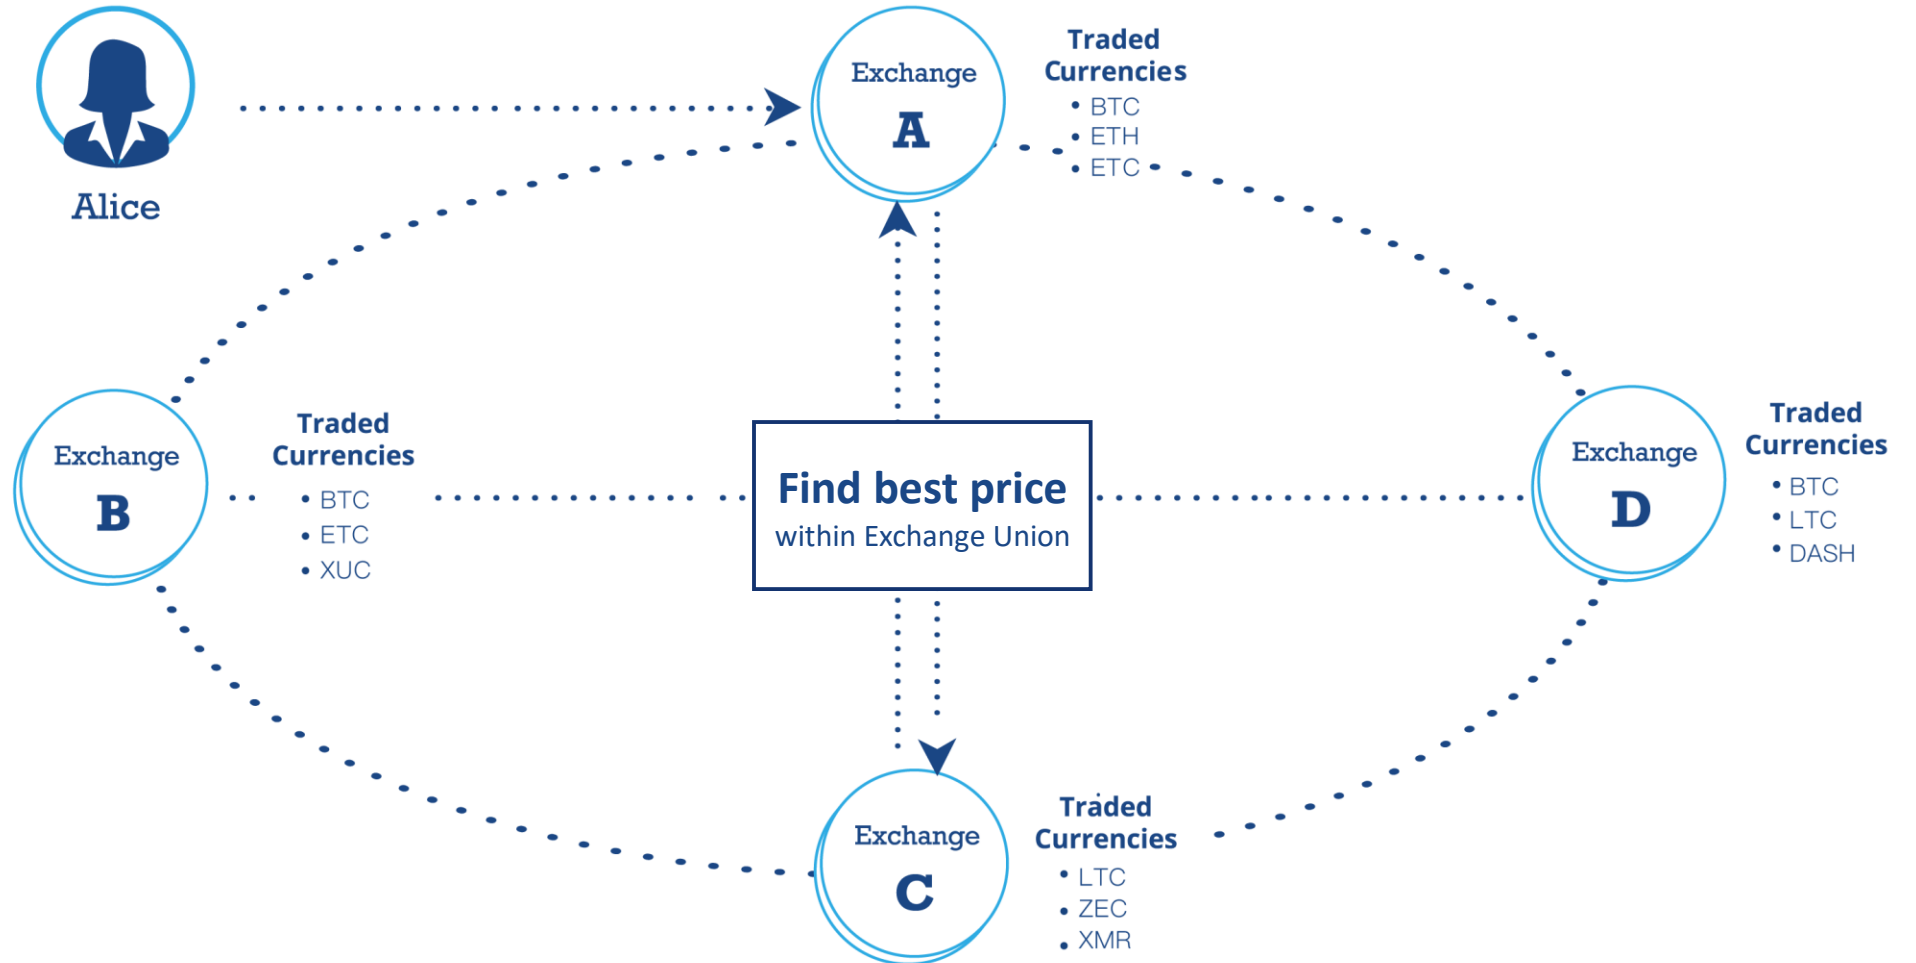 Alice
Exchange
A
Traded
Currencies
• BTC
• ETH
• ETC
Exchange
B
Traded
Currencies
• BTC
• ETC
• XUC
Find best price
within Exchange Union
Exchange
D
Traded
Currencies
• BTC
• LTC
• DASH
Exchange
C
Traded
Currencies
• LTC
• ZEC
• XMR